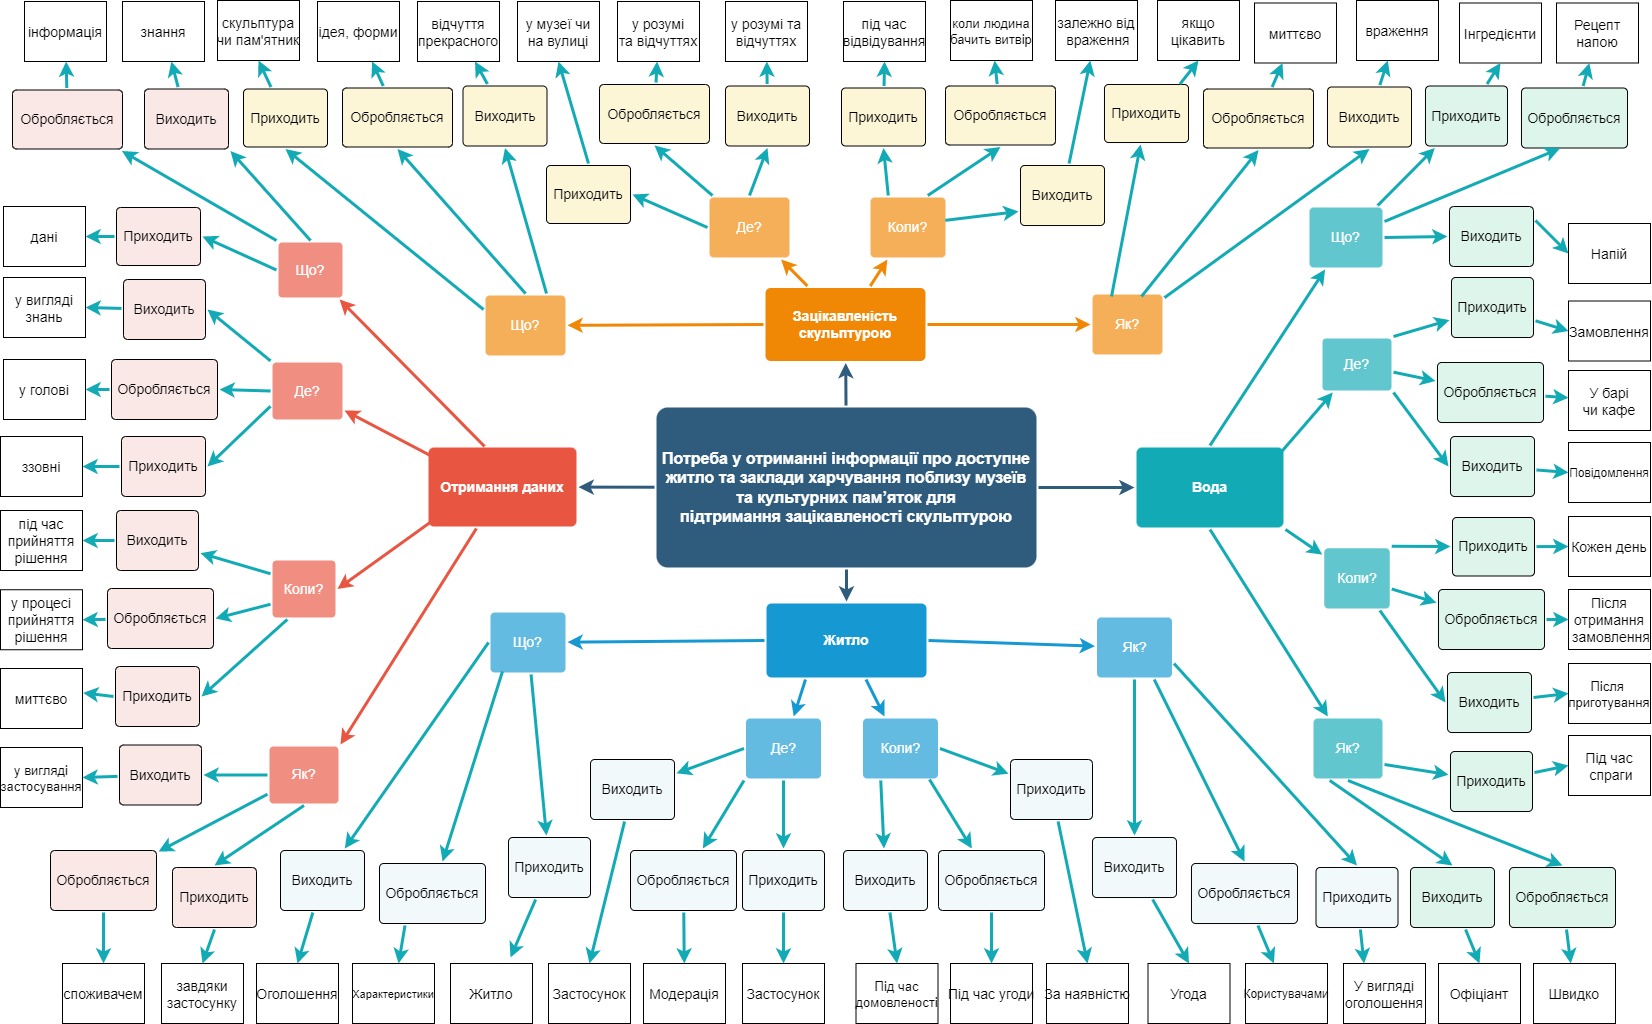 інформація
знання
скульптура
чи пам'ятник
ідея, форми
відчуття
прекрасного
у музеї чи
на вулиці
у розумі
та відчуттях
у розумі та
відчуттях
під час
відвідування
коли людина
бачить витвір
залежно від
враження
якщо
цікавить
миттєво
враження
Інгредієнти
Рецепт
напою
Обробляється
Виходить
Приходить
Обробляється
Виходить
Обробляється
Виходить
Приходить
Обробляється
Приходить
Обробляється
Виходить
Приходить
Обробляється
Приходить
Виходить
дані
Приходить
Що?
Де?
Коли?
Що?
Виходить
Напій
у вигляді
знань
Виходить
Що?
Зацікавленість
скульптурою
Як?
Приходить
Замовлення
у голові
Обробляється
Де?
Де?
Обробляється
У барі
чи кафе
ззовні
Приходить
Отримання даних
Потреба у отриманні інформації про доступне
житло та заклади харчування поблизу музеїв
та культурних пам’яток для
підтримання зацікавленості скульптурою
Вода
Виходить
Повідомлення
під час
прийняття
рішення
Виходить
Коли?
Коли?
Приходить
Кожен день
у процесі
прийняття
рішення
Обробляється
Що?
Житло
Як?
Обробляється
Після
отримання
замовлення
миттєво
Приходить
Виходить
Після
приготування
у вигляді
застосування
Виходить
Як?
Де?
Коли?
Як?
Приходить
Під час
спраги
Виходить
Приходить
Обробляється
Приходить
Виходить
Обробляється
Приходить
Обробляється
Приходить
Виходить
Обробляється
Виходить
Обробляється
Приходить
Виходить
Обробляється
споживачем
завдяки
застосунку
Оголошення
Характеристики
Житло
Застосунок
Модерація
Застосунок
Під час
домовленості
Під час угоди
За наявністю
Угода
Користувачами
У вигляді
оголошення
Офіціант
Швидко